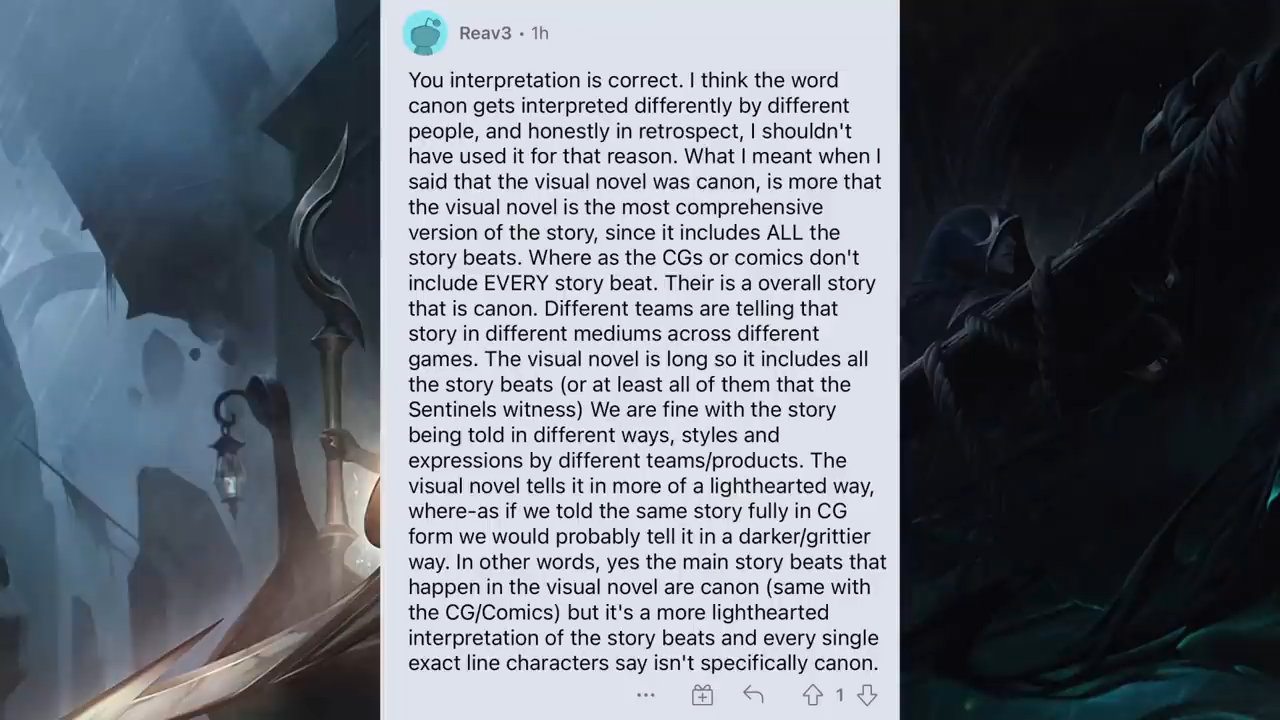 Reav3 • 1h
You interpretation is correct. I think the word
canon gets interpreted differently by different
people, and honestly in retrospect, I shouldn't
have used it for that reason. What I meant when I
said that the visual novel was canon, is more that
the visual novel is the most comprehensive
version of the story, since it includes ALL the
story beats. Where as the CGs or comics don't
include EVERY story beat. Their is a overall story
that is canon. Different teams are telling that
story in different mediums across different
games. The visual novel is long so it includes all
the story beats (or at least all of them that the
Sentinels witness) We are fine with the story
being told in different ways, styles and
expressions by different teams/products. The
visual novel tells it in more of a lighthearted way,
where-as if we told the same story fully in CG
form we would probably tell it in a darker/grittier
way. In other words, yes the main story beats that
happen in the visual novel are canon (same with
the CG/Comics) but it's a more lighthearted
interpretation of the story beats and every single
exact line characters say isn't specifically canon.
1